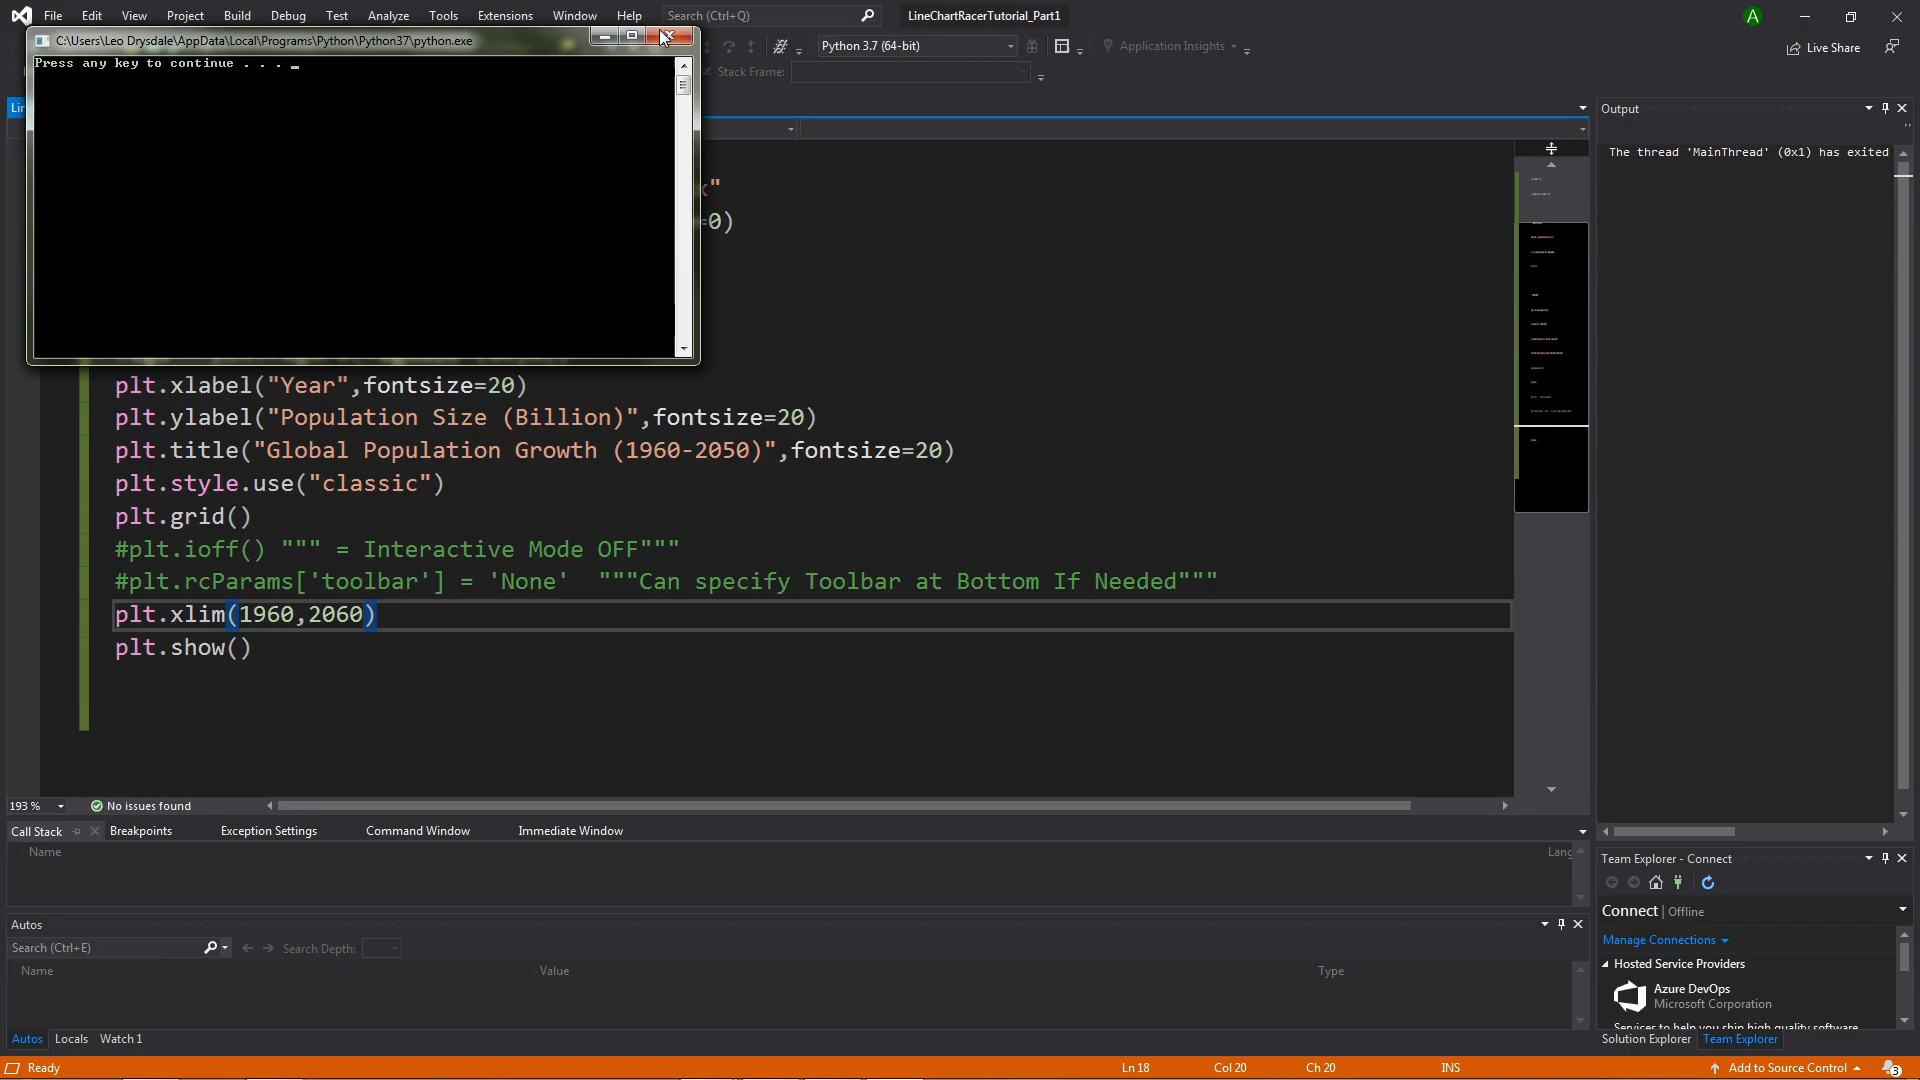 File Edit View Project Build Debug Test Analyze Tools Extensions Window Help Search (Ctrl+Q) LineChartRacerTutorial_Part1 A
C:\Users\Leo Drysdale\AppData\Local\Programs\Python\Python37\python.exe
Press any key to continue . . . _
Python 3.7 (64-bit) Application Insights Live Share
Stack Frame:
Lin
Output
The thread 'MainThread' (0x1) has exited
"
=0)
plt.xlabel("Year",fontsize=20)
plt.ylabel("Population Size (Billion)",fontsize=20)
plt.title("Global Population Growth (1960-2050)",fontsize=20)
plt.style.use("classic")
plt.grid()
#plt.ioff() """ = Interactive Mode OFF"""
#plt.rcParams['toolbar'] = 'None' """Can specify Toolbar at Bottom If Needed"""
plt.xlim(1960,2060)
plt.show()
193 % No issues found
Call Stack Breakpoints Exception Settings Command Window Immediate Window
Name Lang
Autos
Search (Ctrl+E) Search Depth:
Name Value Type
Autos Locals Watch 1
Team Explorer - Connect
Connect | Offline
Manage Connections
Hosted Service Providers
Azure DevOps
Microsoft Corporation
Services to help you ship high quality software
Solution Explorer Team Explorer
Ready Ln 18 Col 20 Ch 20 INS Add to Source Control 3